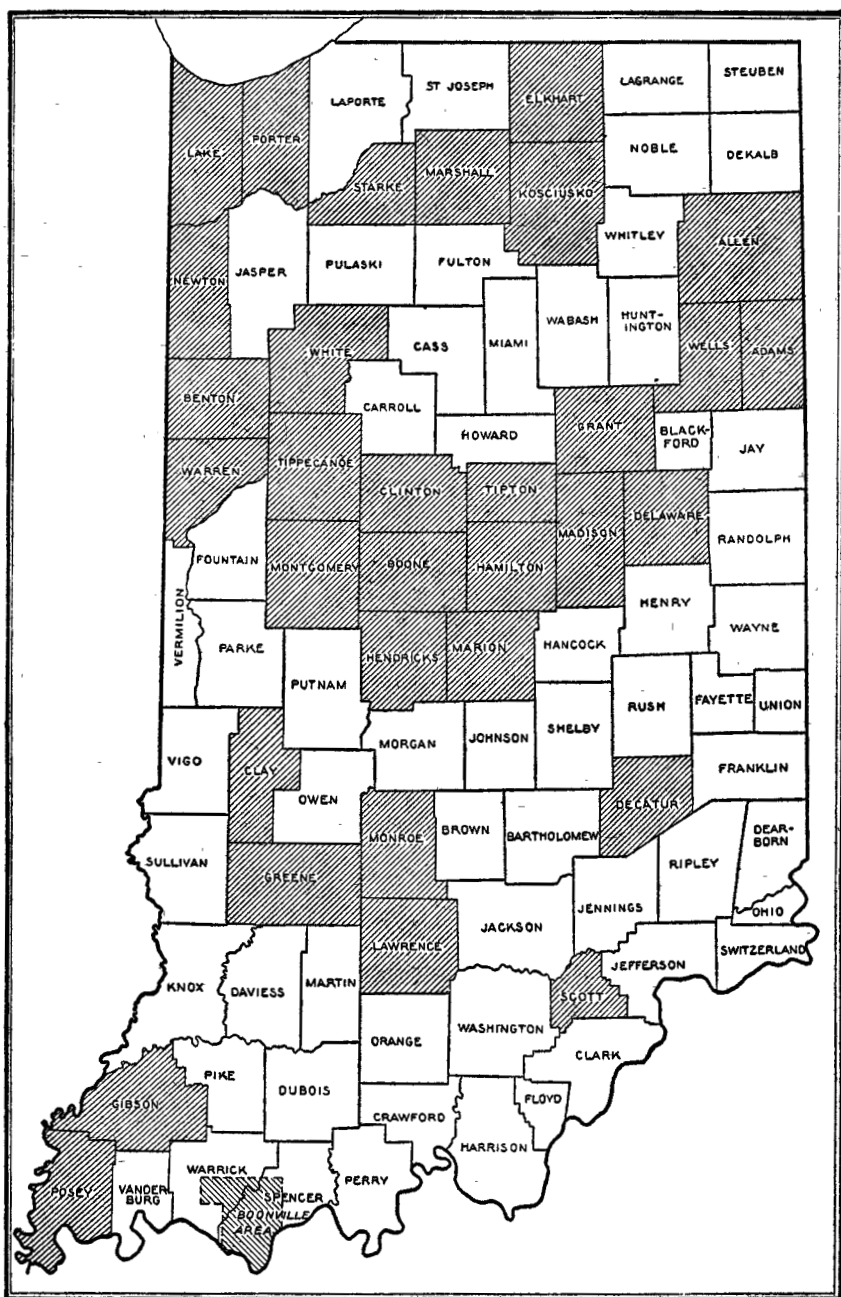 LAPORTE
ST JOSEPH
ELKHART
LAGRANGE
STEUBEN
LAKE
PORTER
NOBLE
DEKALB
STARKE
MARSHALL
KOSCIUSKO
WHITLEY
ALLEN
NEWTON
JASPER
PULASKI
FULTON
WABASH
HUNT-
INGTON
MIAMI
CASS
WHITE
WELLS
ADAMS
BENTON
CARROLL
HOWARD
GRANT
BLACK-
FORD
JAY
WARREN
TIPPECANOE
CLINTON
TIPTON
MADISON
DELAWARE
RANDOLPH
FOUNTAIN
MONTGOMERY
BOONE
HAMILTON
HENRY
WAYNE
VERMILION
PARKE
PUTNAM
HENDRICKS
MARION
HANCOCK
RUSH
FAYETTE
UNION
VIGO
CLAY
OWEN
MORGAN
JOHNSON
SHELBY
FRANKLIN
DECATUR
SULLIVAN
GREENE
MONROE
BROWN
BARTHOLOMEW
RIPLEY
DEAR-
BORN
JENNINGS
OHIO
JACKSON
LAWRENCE
SWITZERLAND
JEFFERSON
KNOX
DAVIESS
MARTIN
SCOTT
ORANGE
WASHINGTON
CLARK
PIKE
DUBOIS
GIBSON
CRAWFORD
FLOYD
HARRISON
POSEY
VANDER-
BURG
WARRICK
SPENCER
PERRY
BOONVILLE
AREA